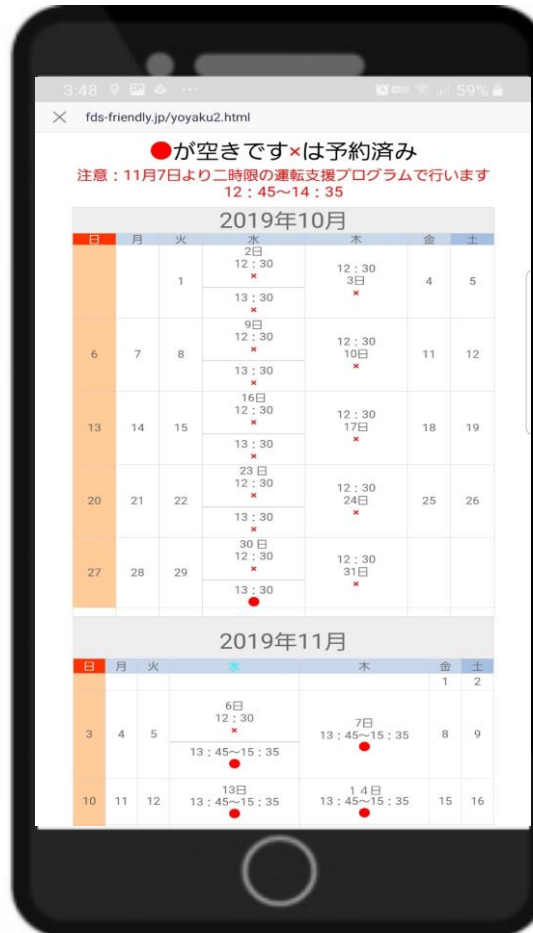 3:48 ... 59%
× fds-friendly.jp/yoyaku2.html
●が空きです×は予約済み
注意：11月7日より二時限の運転支援プログラムで行います
12：45～14：35
2019年10月
日 月 火 水 木 金 土
1 2日 12：30 × 13：30 × 12：30 3日 × 4 5
6 7 8 9日 12：30 × 13：30 × 12：30 10日 × 11 12
13 14 15 16日 12：30 × 13：30 × 12：30 17日 × 18 19
20 21 22 23日 12：30 × 13：30 × 12：30 24日 × 25 26
27 28 29 30日 12：30 × 13：30 ● 12：30 31日 ×
2019年11月
日 月 火 水 木 金 土
1 2
3 4 5 6日 12：30 × 13：45～15：35 ● 7日 13：45～15：35 ● 8 9
10 11 12 13日 13：45～15：35 ● 14日 13：45～15：35 ● 15 16